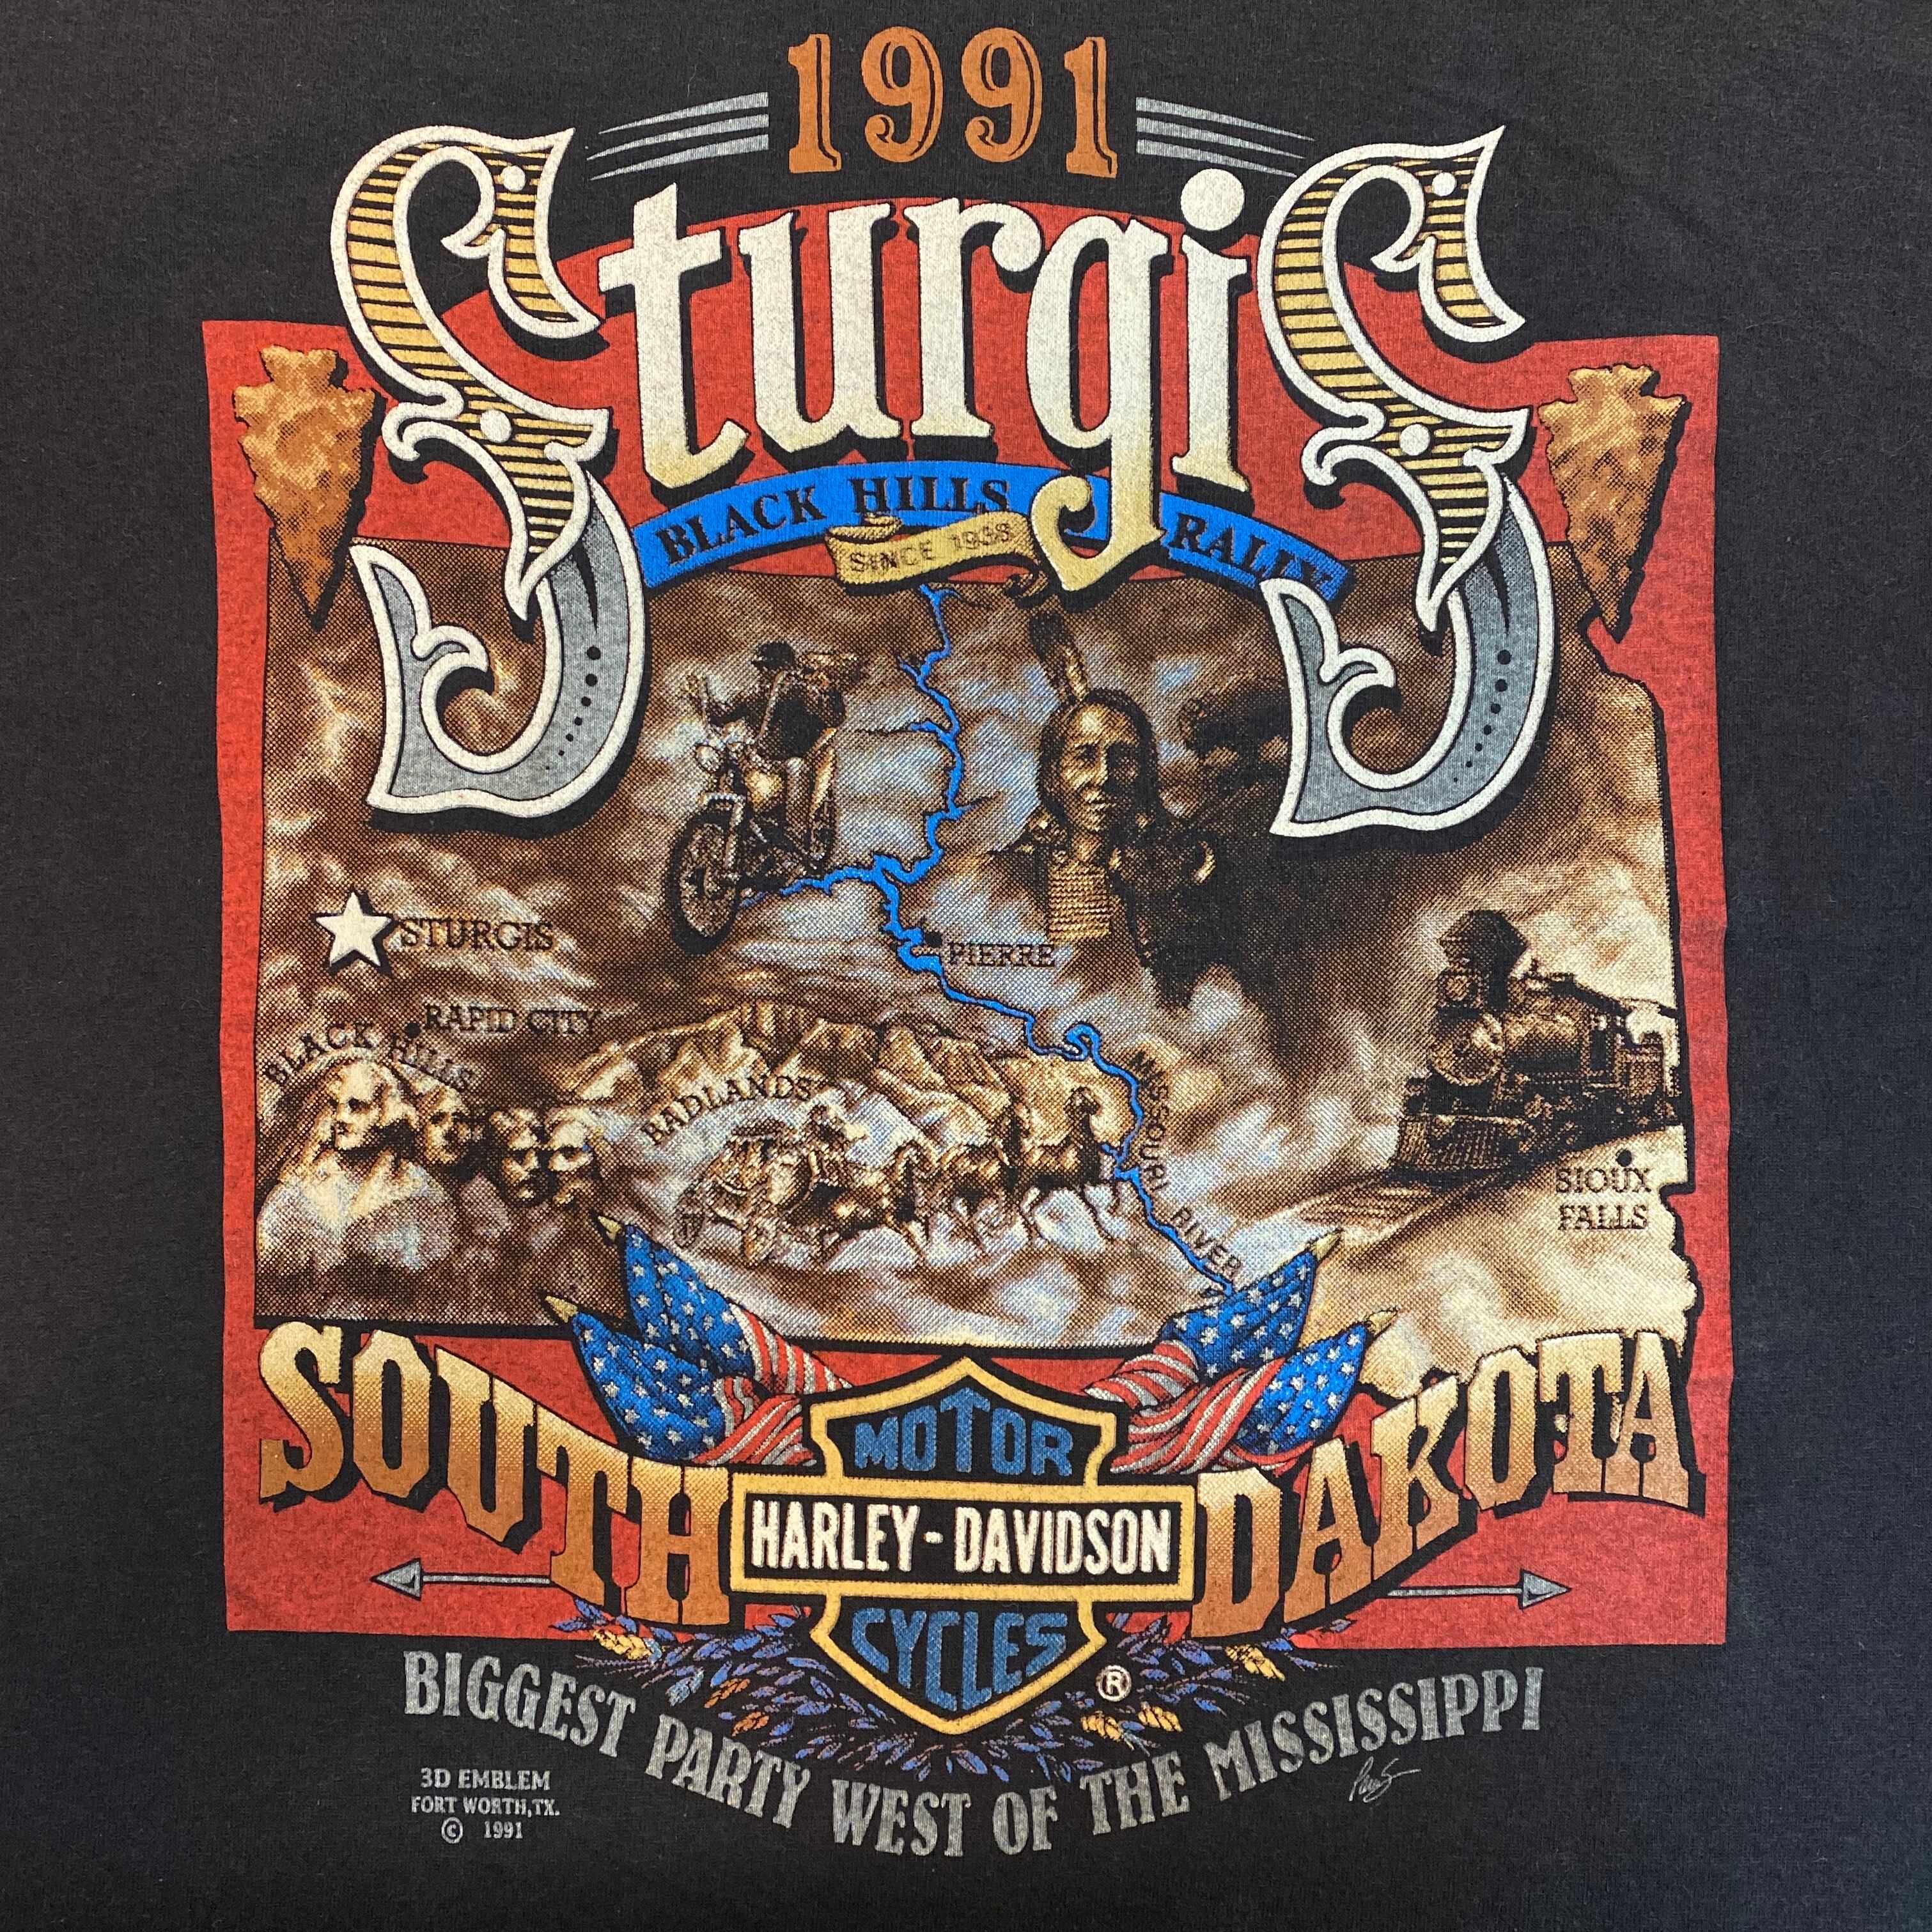 1991
SturgiS
BLACK HILLS RALLY
SINCE 1938
STURGIS
PIERRE
RAPID CITY
BLACK HILLS
BADLANDS
MISSOURI RIVER
SIOUX
FALLS
SOUTH DAKOTA
MOTOR
HARLEY-DAVIDSON
CYCLES
®
BIGGEST PARTY WEST OF THE MISSISSIPPI
3D EMBLEM
FORT WORTH, TX.
© 1991